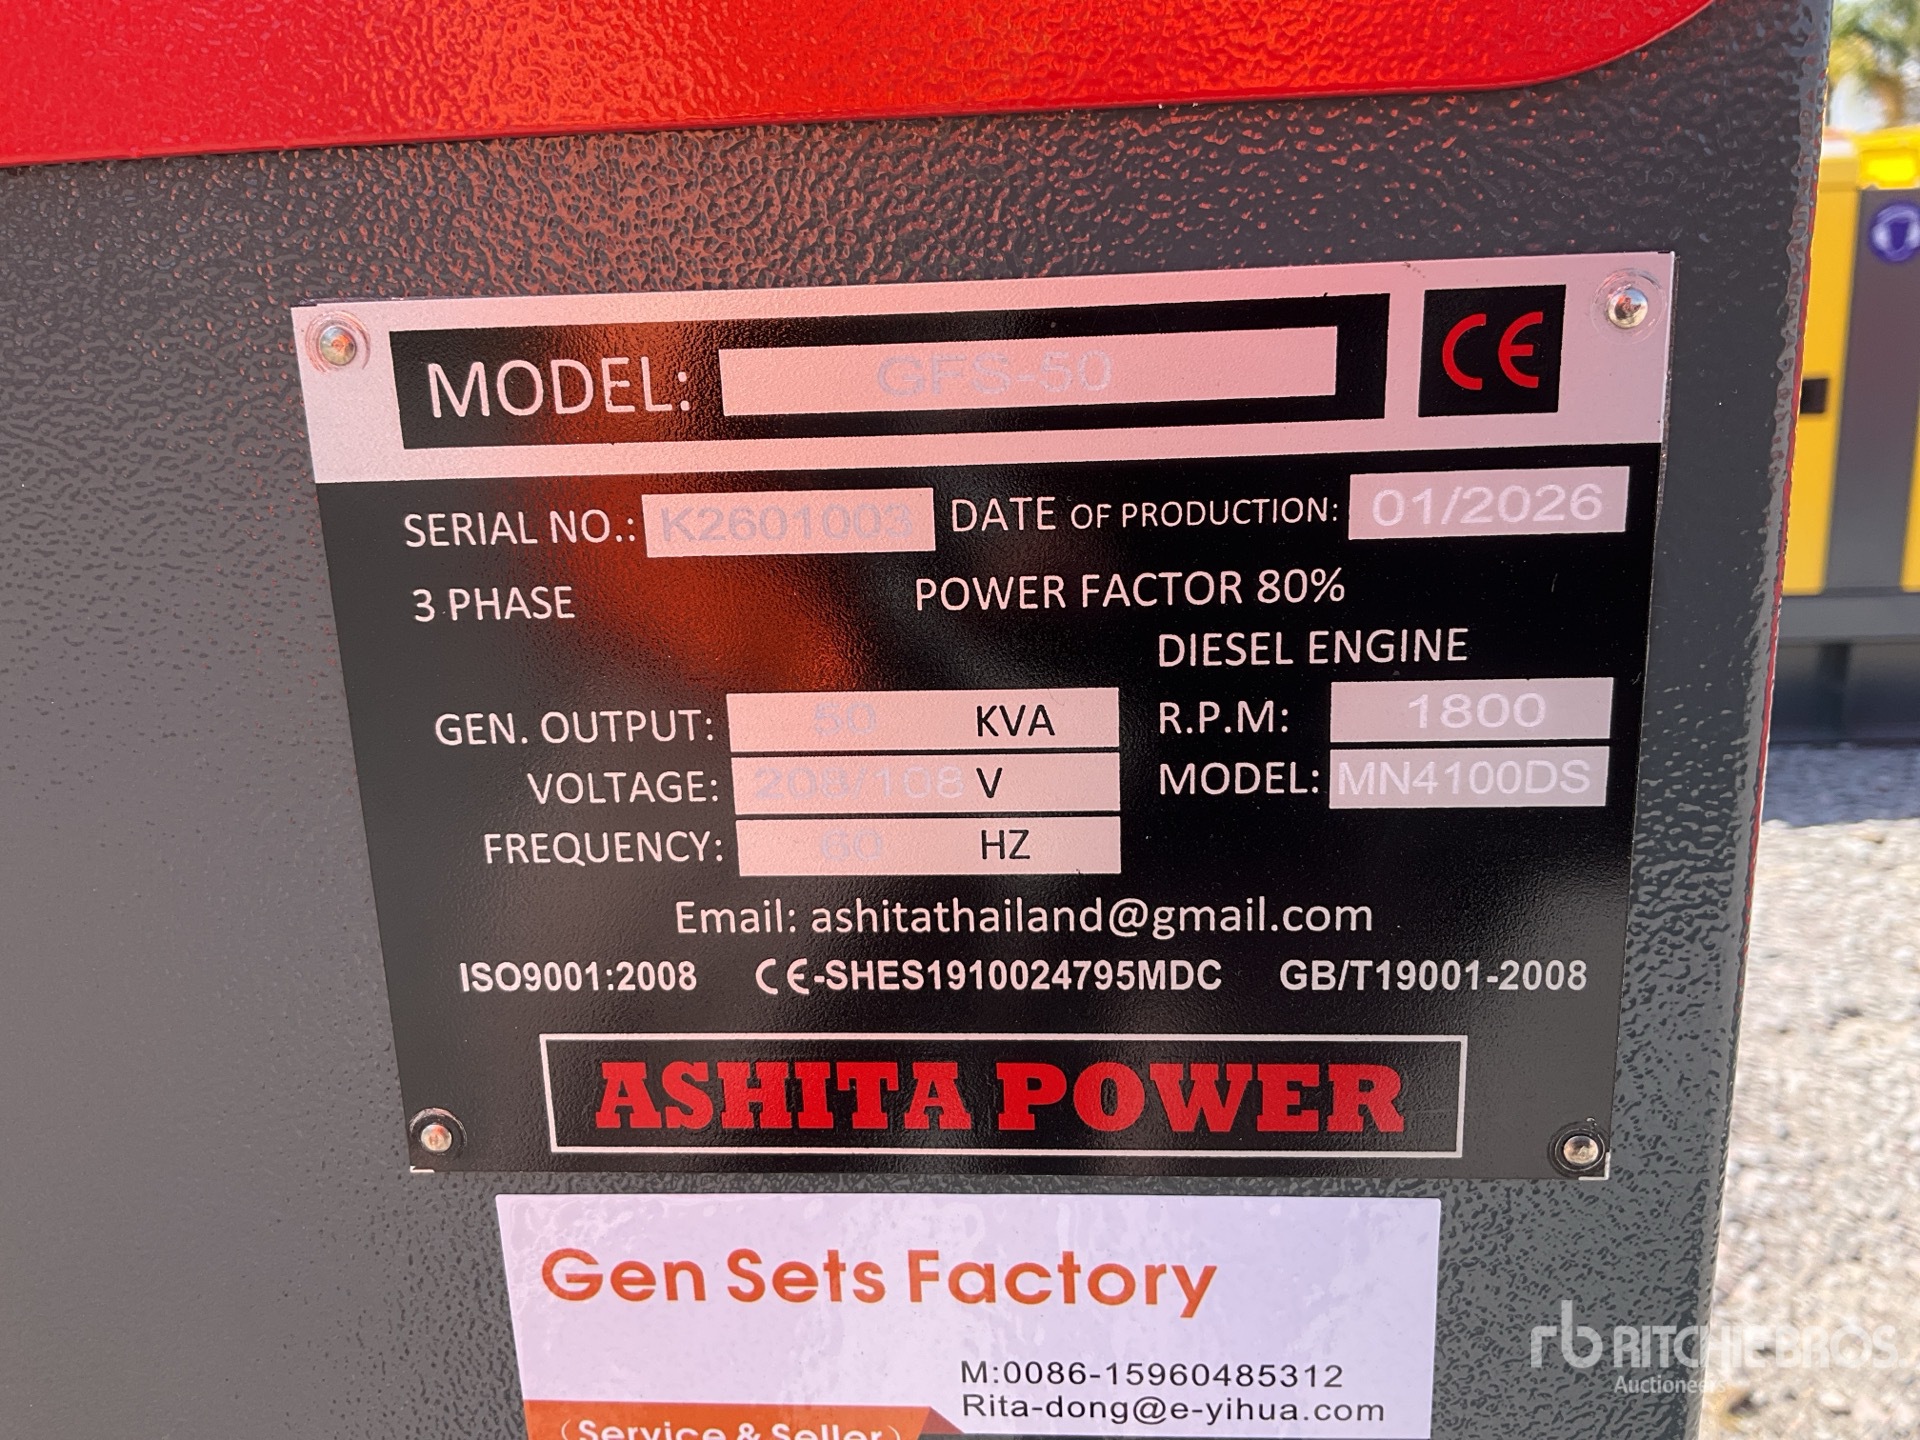 MODEL: GFS-50 CE
SERIAL NO.: K2601003 DATE OF PRODUCTION: 01/2026
3 PHASE POWER FACTOR 80%
DIESEL ENGINE
GEN. OUTPUT: 50 KVA R.P.M: 1800
VOLTAGE: 208/108 V MODEL: MN4100DS
FREQUENCY: 60 HZ
Email: ashitathailand@gmail.com
ISO9001:2008 CE-SHES1910024795MDC GB/T19001-2008
ASHITA POWER
Gen Sets Factory
M:0086-15960485312
Rita-dong@e-yihua.com
(Service & Seller)
rb RITCHIE BROS.
Auctioneers